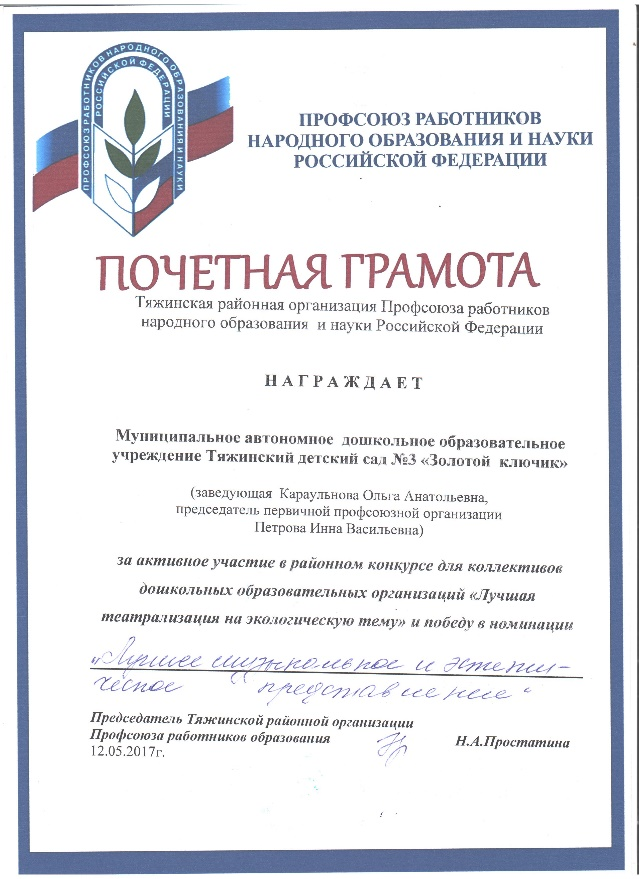 ПРОФСОЮЗ РАБОТНИКОВ НАРОДНОГО ОБРАЗОВАНИЯ И НАУКИ
РОССИЙСКОЙ ФЕДЕРАЦИИ
ПРОФСОЮЗ РАБОТНИКОВ
НАРОДНОГО ОБРАЗОВАНИЯ И НАУКИ
РОССИЙСКОЙ ФЕДЕРАЦИИ
ПОЧЕТНАЯ ГРАМОТА
Тяжинская районная организация Профсоюза работников
народного образования и науки Российской Федерации
НАГРАЖДАЕТ
Муниципальное автономное дошкольное образовательное
учреждение Тяжинский детский сад №3 «Золотой ключик»
(заведующая Караульнова Ольга Анатольевна,
председатель первичной профсоюзной организации
Петрова Инна Васильевна)
за активное участие в районном конкурсе для коллективов
дошкольных образовательных организаций «Лучшая
театрализация на экологическую тему» и победу в номинации
„Лучшее музыкальное и эстети-
ческое представление"
Председатель Тяжинской районной организации
Профсоюза работников образования Н.А.Простатина
12.05.2017г.